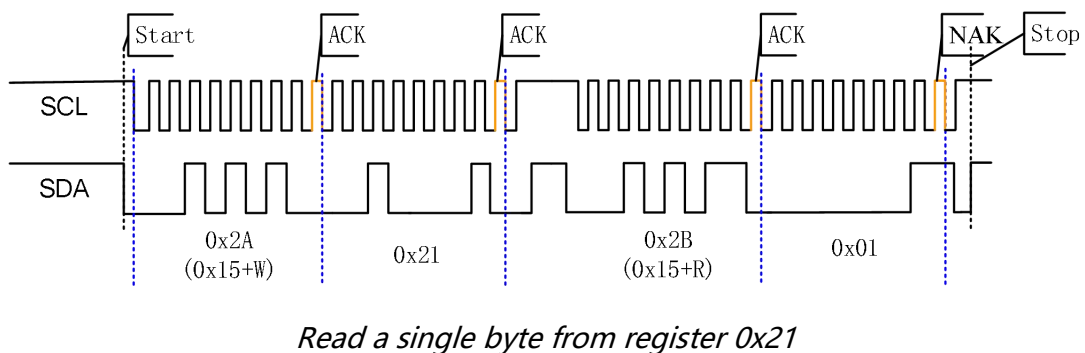 Start ACK ACK ACK NAK Stop
SCL
SDA
0x2A 0x21 0x2B 0x01
(0x15+W) (0x15+R)
Read a single byte from register 0x21